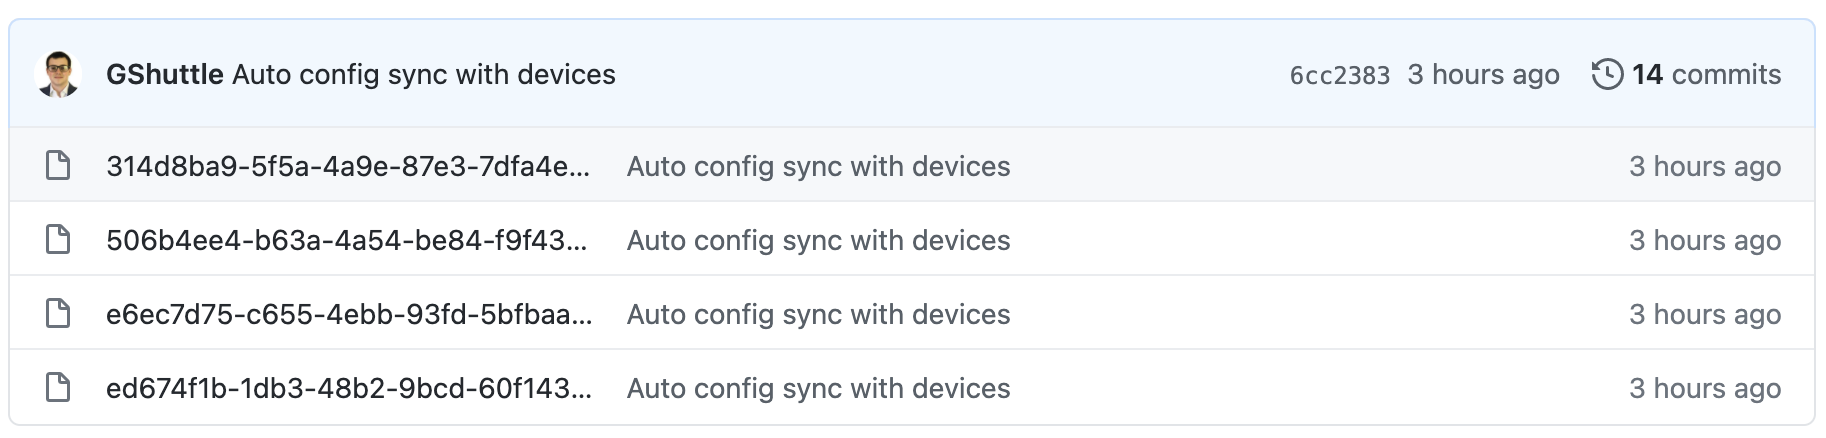 GShuttle Auto config sync with devices 6cc2383 3 hours ago 14 commits
314d8ba9-5f5a-4a9e-87e3-7dfa4e... Auto config sync with devices 3 hours ago
506b4ee4-b63a-4a54-be84-f9f43... Auto config sync with devices 3 hours ago
e6ec7d75-c655-4ebb-93fd-5bfbaa... Auto config sync with devices 3 hours ago
ed674f1b-1db3-48b2-9bcd-60f143... Auto config sync with devices 3 hours ago